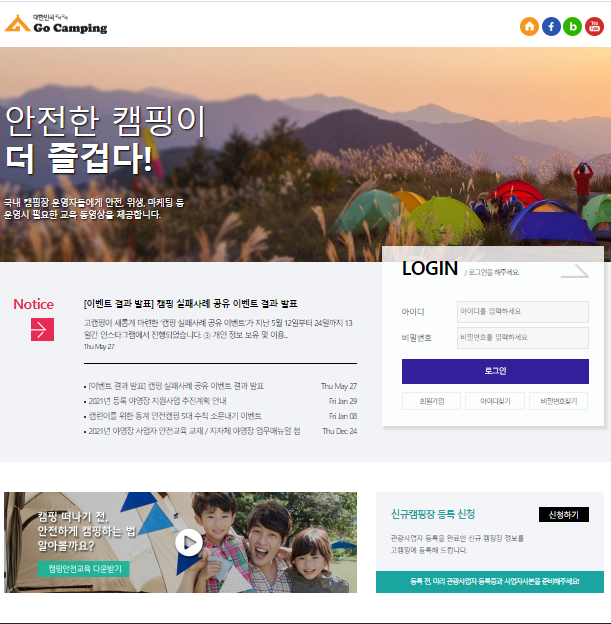 대한민국 구석구석
Go Camping
안전한 캠핑이
더 즐겁다!
국내 캠핑장 운영자들에게 안전, 위생, 마케팅 등
운영시 필요한 교육 동영상을 제공합니다.
LOGIN / 로그인을 해주세요.
아이디 아이디를 입력하세요
비밀번호 비밀번호를 입력하세요
로그인
회원가입 아이디찾기 비밀번호찾기
Notice
[이벤트 결과 발표] 캠핑 실패사례 공유 이벤트 결과 발표
고캠핑이 새롭게 마련한 '캠핑 실패사례 공유 이벤트'가 지난 5월 12일부터 24일까지 13
일간 인스타그램에서 진행되었습니다. ③ 개인 정보 보유 및 이용...
Thu May 27
• [이벤트 결과 발표] 캠핑 실패사례 공유 이벤트 결과 발표 Thu May 27
• 2021년 등록 야영장 지원사업 추진계획 안내 Fri Jan 29
• 캠린이를 위한 동계 안전캠핑 5대 수칙 소문내기 이벤트 Fri Jan 08
• 2021년 야영장 사업자 안전교육 교재 / 지자체 야영장 업무매뉴얼 첨 Thu Dec 24
캠핑 떠나기 전,
안전하게 캠핑하는 법
알아볼까요?
캠핑안전교육 다운받기
신규캠핑장 등록 신청 신청하기
관광사업자 등록을 완료한 신규 캠핑장 정보를
고캠핑에 등록해 드립니다.
등록 전, 미리 관광사업자 등록증과 사업자사본을 준비해주세요!